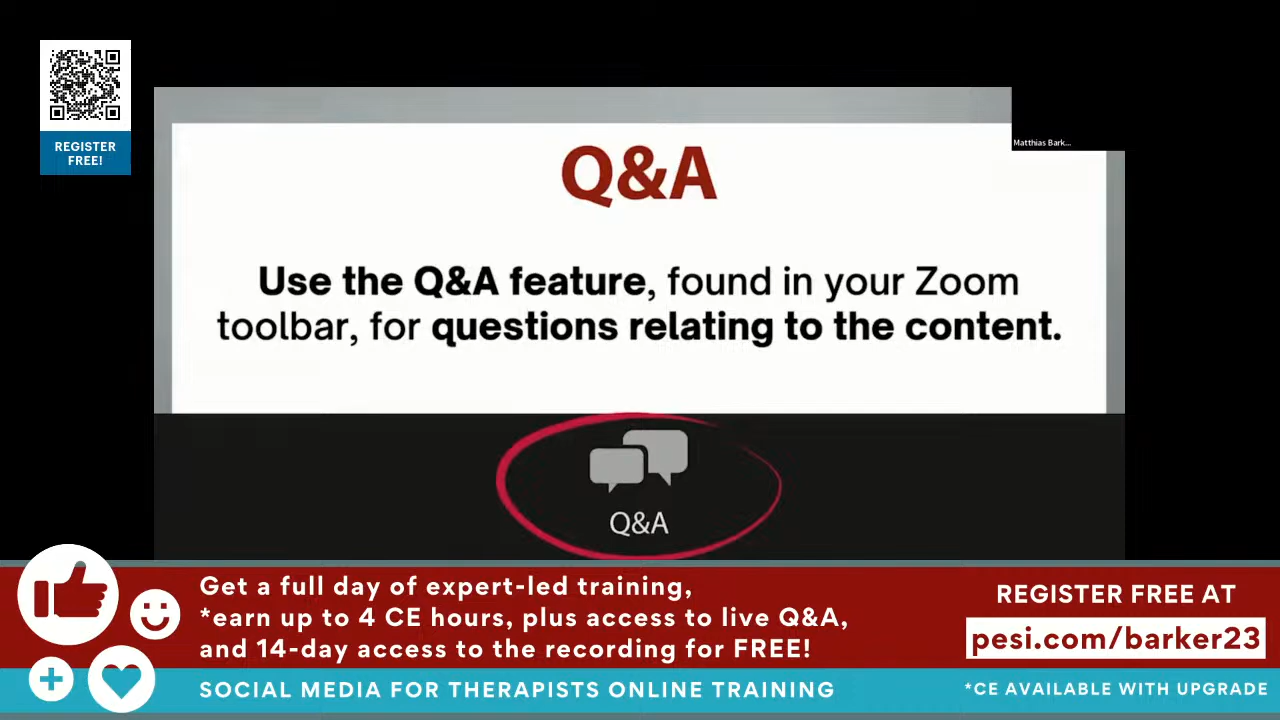 REGISTER
FREE!
Matthias Bark...
Q&A
Use the Q&A feature, found in your Zoom
toolbar, for questions relating to the content.
Q&A
Get a full day of expert-led training,
*earn up to 4 CE hours, plus access to live Q&A,
and 14-day access to the recording for FREE!
REGISTER FREE AT
pesi.com/barker23
SOCIAL MEDIA FOR THERAPISTS ONLINE TRAINING
*CE AVAILABLE WITH UPGRADE